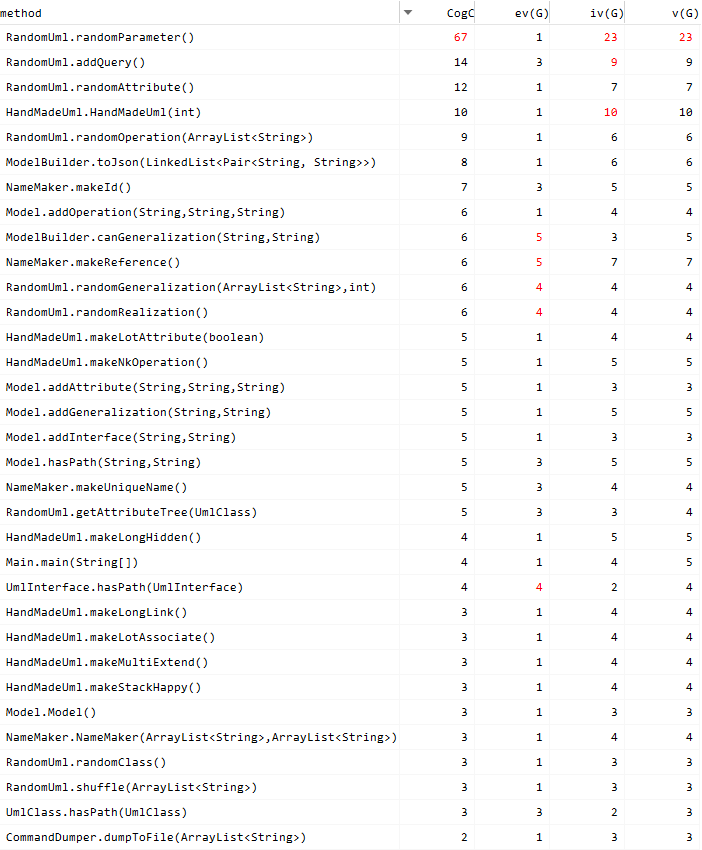 method CogC ev(G) iv(G) v(G)
RandomUml.randomParameter() 67 1 23 23
RandomUml.addQuery() 14 3 9 9
RandomUml.randomAttribute() 12 1 7 7
HandMadeUml.HandMadeUml(int) 10 1 10 10
RandomUml.randomOperation(ArrayList<String>) 9 1 6 6
ModelBuilder.toJson(LinkedList<Pair<String, String>>) 8 1 6 6
NameMaker.makeId() 7 3 5 5
Model.addOperation(String,String,String) 6 1 4 4
ModelBuilder.canGeneralization(String,String) 6 5 3 5
NameMaker.makeReference() 6 5 7 7
RandomUml.randomGeneralization(ArrayList<String>,int) 6 4 4 4
RandomUml.randomRealization() 6 4 4 4
HandMadeUml.makeLotAttribute(boolean) 5 1 4 4
HandMadeUml.makeNkOperation() 5 1 5 5
Model.addAttribute(String,String,String) 5 1 3 3
Model.addGeneralization(String,String) 5 1 5 5
Model.addInterface(String,String) 5 1 3 3
Model.hasPath(String,String) 5 3 5 5
NameMaker.makeUniqueName() 5 3 4 4
RandomUml.getAttributeTree(UmlClass) 5 3 3 4
HandMadeUml.makeLongHidden() 4 1 5 5
Main.main(String[]) 4 1 4 5
UmlInterface.hasPath(UmlInterface) 4 4 2 4
HandMadeUml.makeLongLink() 3 1 4 4
HandMadeUml.makeLotAssociate() 3 1 4 4
HandMadeUml.makeMultiExtend() 3 1 4 4
HandMadeUml.makeStackHappy() 3 1 4 4
Model.Model() 3 1 3 3
NameMaker.NameMaker(ArrayList<String>,ArrayList<String>) 3 1 4 4
RandomUml.randomClass() 3 1 3 3
RandomUml.shuffle(ArrayList<String>) 3 1 3 3
UmlClass.hasPath(UmlClass) 3 3 2 3
CommandDumper.dumpToFile(ArrayList<String>) 2 1 3 3